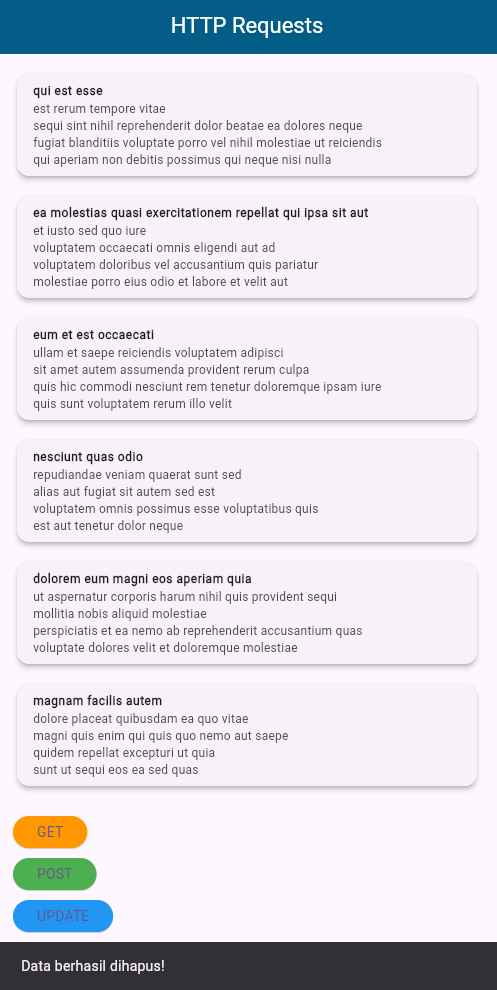 HTTP Requests
qui est esse
est rerum tempore vitae
sequi sint nihil reprehenderit dolor beatae ea dolores neque
fugiat blanditiis voluptate porro vel nihil molestiae ut reiciendis
qui aperiam non debitis possimus qui neque nisi nulla
ea molestias quasi exercitationem repellat qui ipsa sit aut
et iusto sed quo iure
voluptatem occaecati omnis eligendi aut ad
voluptatem doloribus vel accusantium quis pariatur
molestiae porro eius odio et labore et velit aut
eum et est occaecati
ullam et saepe reiciendis voluptatem adipisci
sit amet autem assumenda provident rerum culpa
quis hic commodi nesciunt rem tenetur doloremque ipsam iure
quis sunt voluptatem rerum illo velit
nesciunt quas odio
repudiandae veniam quaerat sunt sed
alias aut fugiat sit autem sed est
voluptatem omnis possimus esse voluptatibus quis
est aut tenetur dolor neque
dolorem eum magni eos aperiam quia
ut aspernatur corporis harum nihil quis provident sequi
mollitia nobis aliquid molestiae
perspiciatis et ea nemo ab reprehenderit accusantium quas
voluptate dolores velit et doloremque molestiae
magnam facilis autem
dolore placeat quibusdam ea quo vitae
magni quis enim qui quis quo nemo aut saepe
quidem repellat excepturi ut quia
sunt ut sequi eos ea sed quas
GET
POST
UPDATE
Data berhasil dihapus!